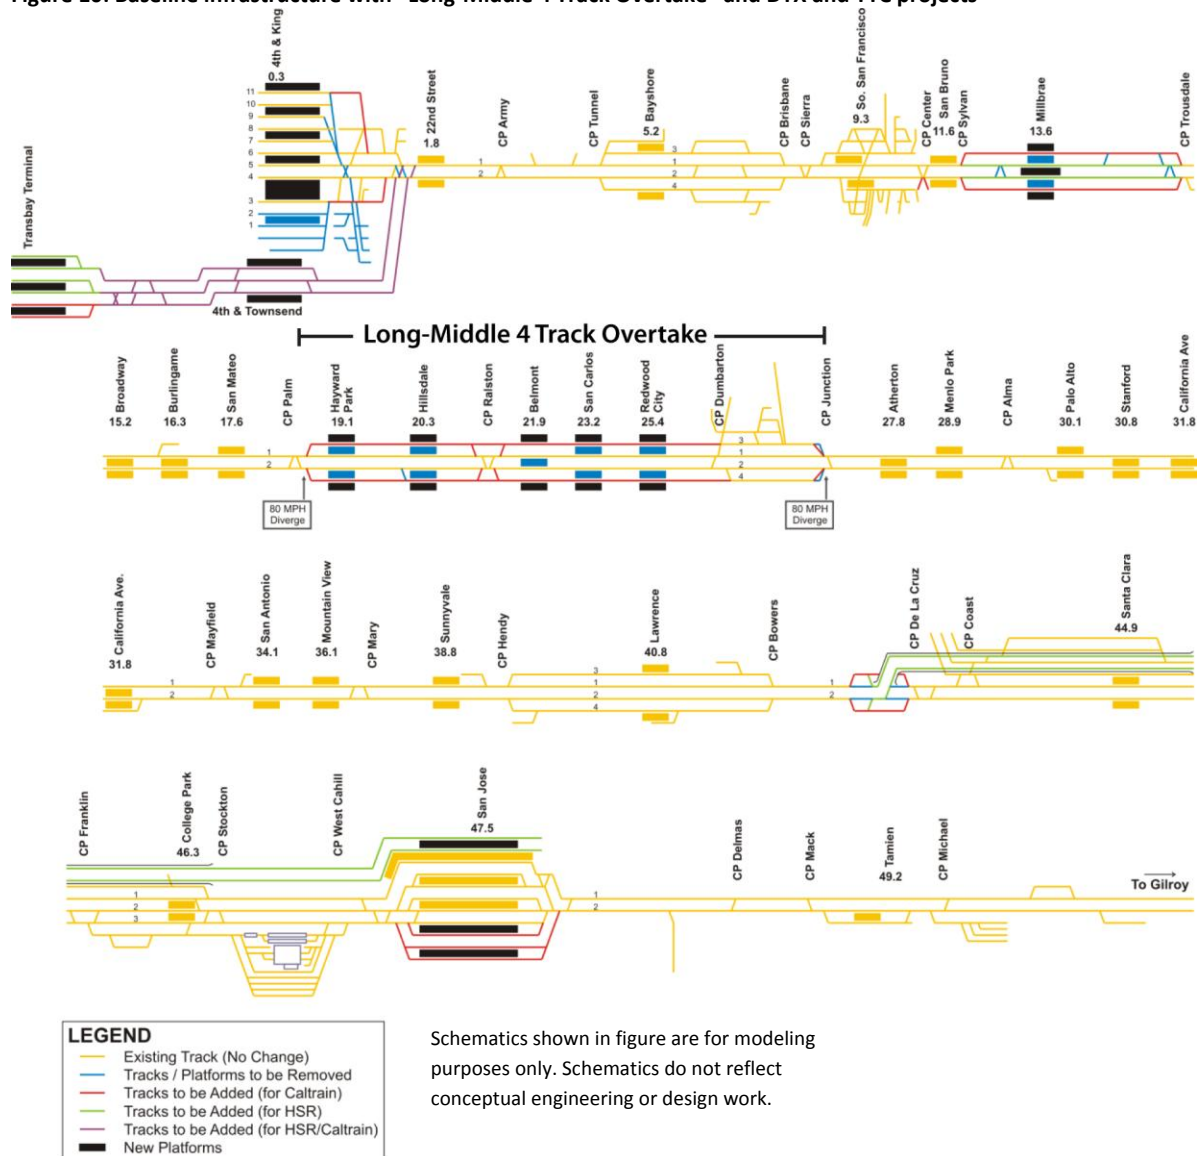 Transbay Terminal
4th & King
0.3
11
10
9
8
7
6
5
4
3
2
1
4th & Townsend
22nd Street
1.8
1
2
CP Army
CP Tunnel
Bayshore
5.2
3
1
2
4
CP Brisbane
CP Sierra
So. San Francisco
9.3
CP Center
San Bruno
11.6
CP Sylvan
Millbrae
13.6
CP Trousdale
Long-Middle 4 Track Overtake
Broadway
15.2
Burlingame
16.3
San Mateo
17.6
CP Palm
1
2
Hayward
Park
19.1
Hillsdale
20.3
CP Ralston
Belmont
21.9
San Carlos
23.2
Redwood
City
25.4
CP Dumbarton
3
1
2
4
CP Junction
Atherton
27.8
Menlo Park
28.9
CP Alma
Palo Alto
30.1
Stanford
30.8
California Ave
31.8
80 MPH
Diverge
80 MPH
Diverge
California Ave.
31.8
1
2
CP Mayfield
San Antonio
34.1
Mountain View
36.1
CP Mary
Sunnyvale
38.8
CP Hendy
3
1
2
4
Lawrence
40.8
CP Bowers
1
2
CP De La Cruz
CP Coast
Santa Clara
44.9
CP Franklin
1
2
3
College Park
46.3
CP Stockton
CP West Cahill
San Jose
47.5
1
2
CP Delmas
CP Mack
Tamien
49.2
CP Michael
To Gilroy
LEGEND
Existing Track (No Change)
Tracks / Platforms to be Removed
Tracks to be Added (for Caltrain)
Tracks to be Added (for HSR)
Tracks to be Added (for HSR/Caltrain)
New Platforms
Schematics shown in figure are for modeling
purposes only. Schematics do not reflect
conceptual engineering or design work.